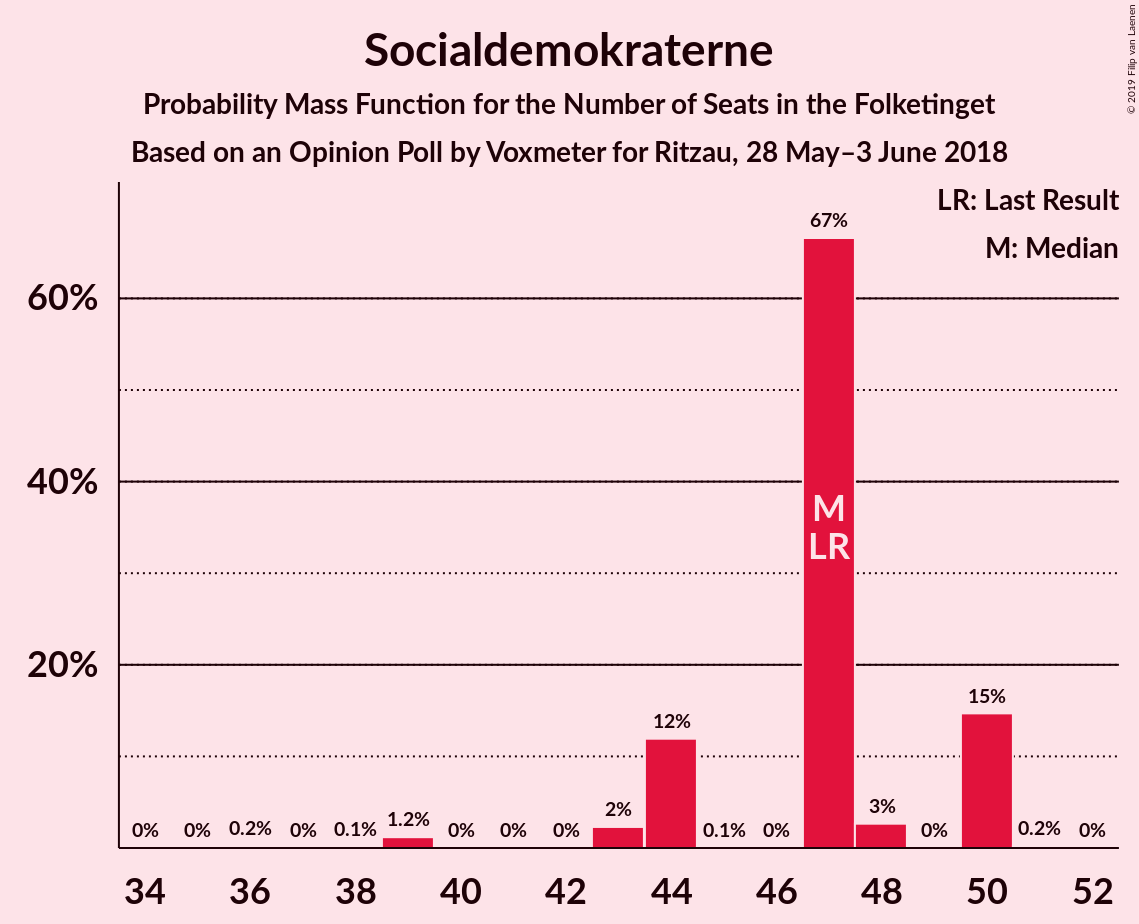 Socialdemokraterne
Probability Mass Function for the Number of Seats in the Folketinget
Based on an Opinion Poll by Voxmeter for Ritzau, 28 May–3 June 2018
© 2019 Filip van Laenen
LR: Last Result
M: Median
60%
40%
20%
0% 0% 0.2% 0% 0.1% 1.2% 0% 0% 0% 2% 12% 0.1% 0% 67% 3% 0% 15% 0.2% 0%
M
LR
34 36 38 40 42 44 46 48 50 52